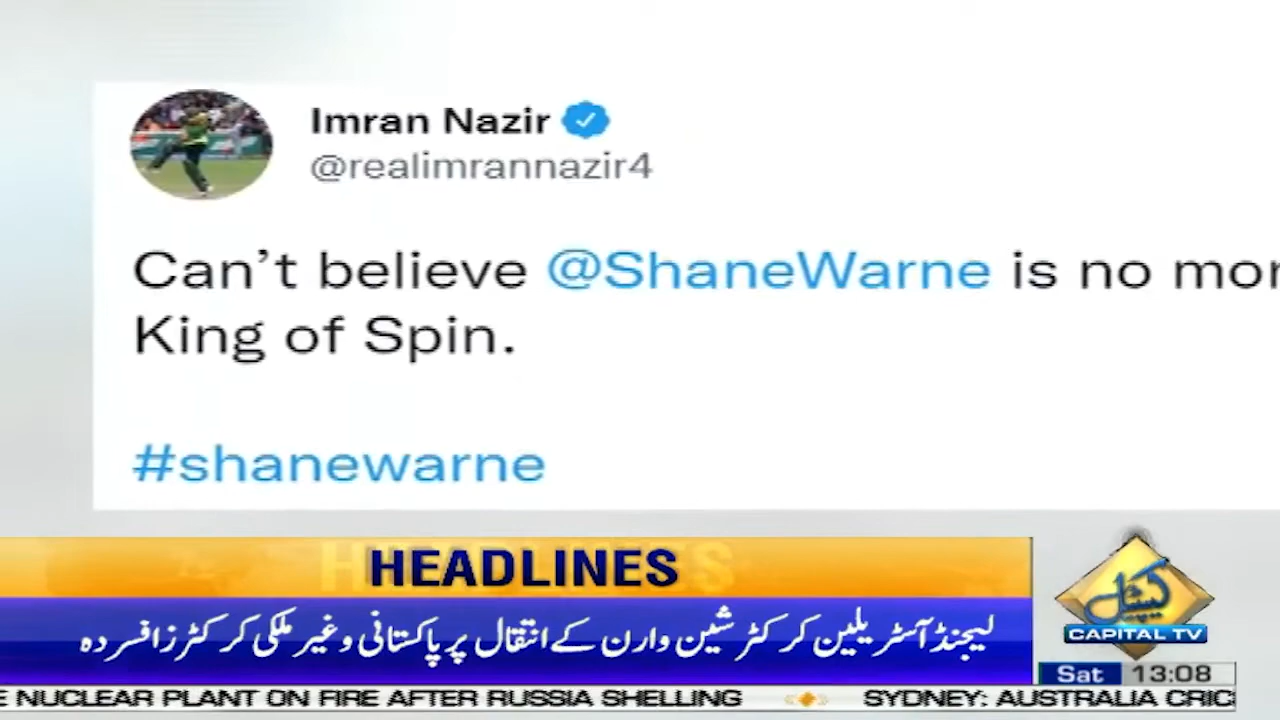 Imran Nazir
@realimrannazir4
Can't believe @ShaneWarne is no mor
King of Spin.
#shanewarne
HEADLINES
لیجنڈ آسٹریلین کرکٹر شین وارن کے انتقال پر پاکستانی و غیر ملکی کرکٹرز افسردہ
کیپیٹل
CAPITAL TV
Sat 13:08
E NUCLEAR PLANT ON FIRE AFTER RUSSIA SHELLING SYDNEY: AUSTRALIA CRIC